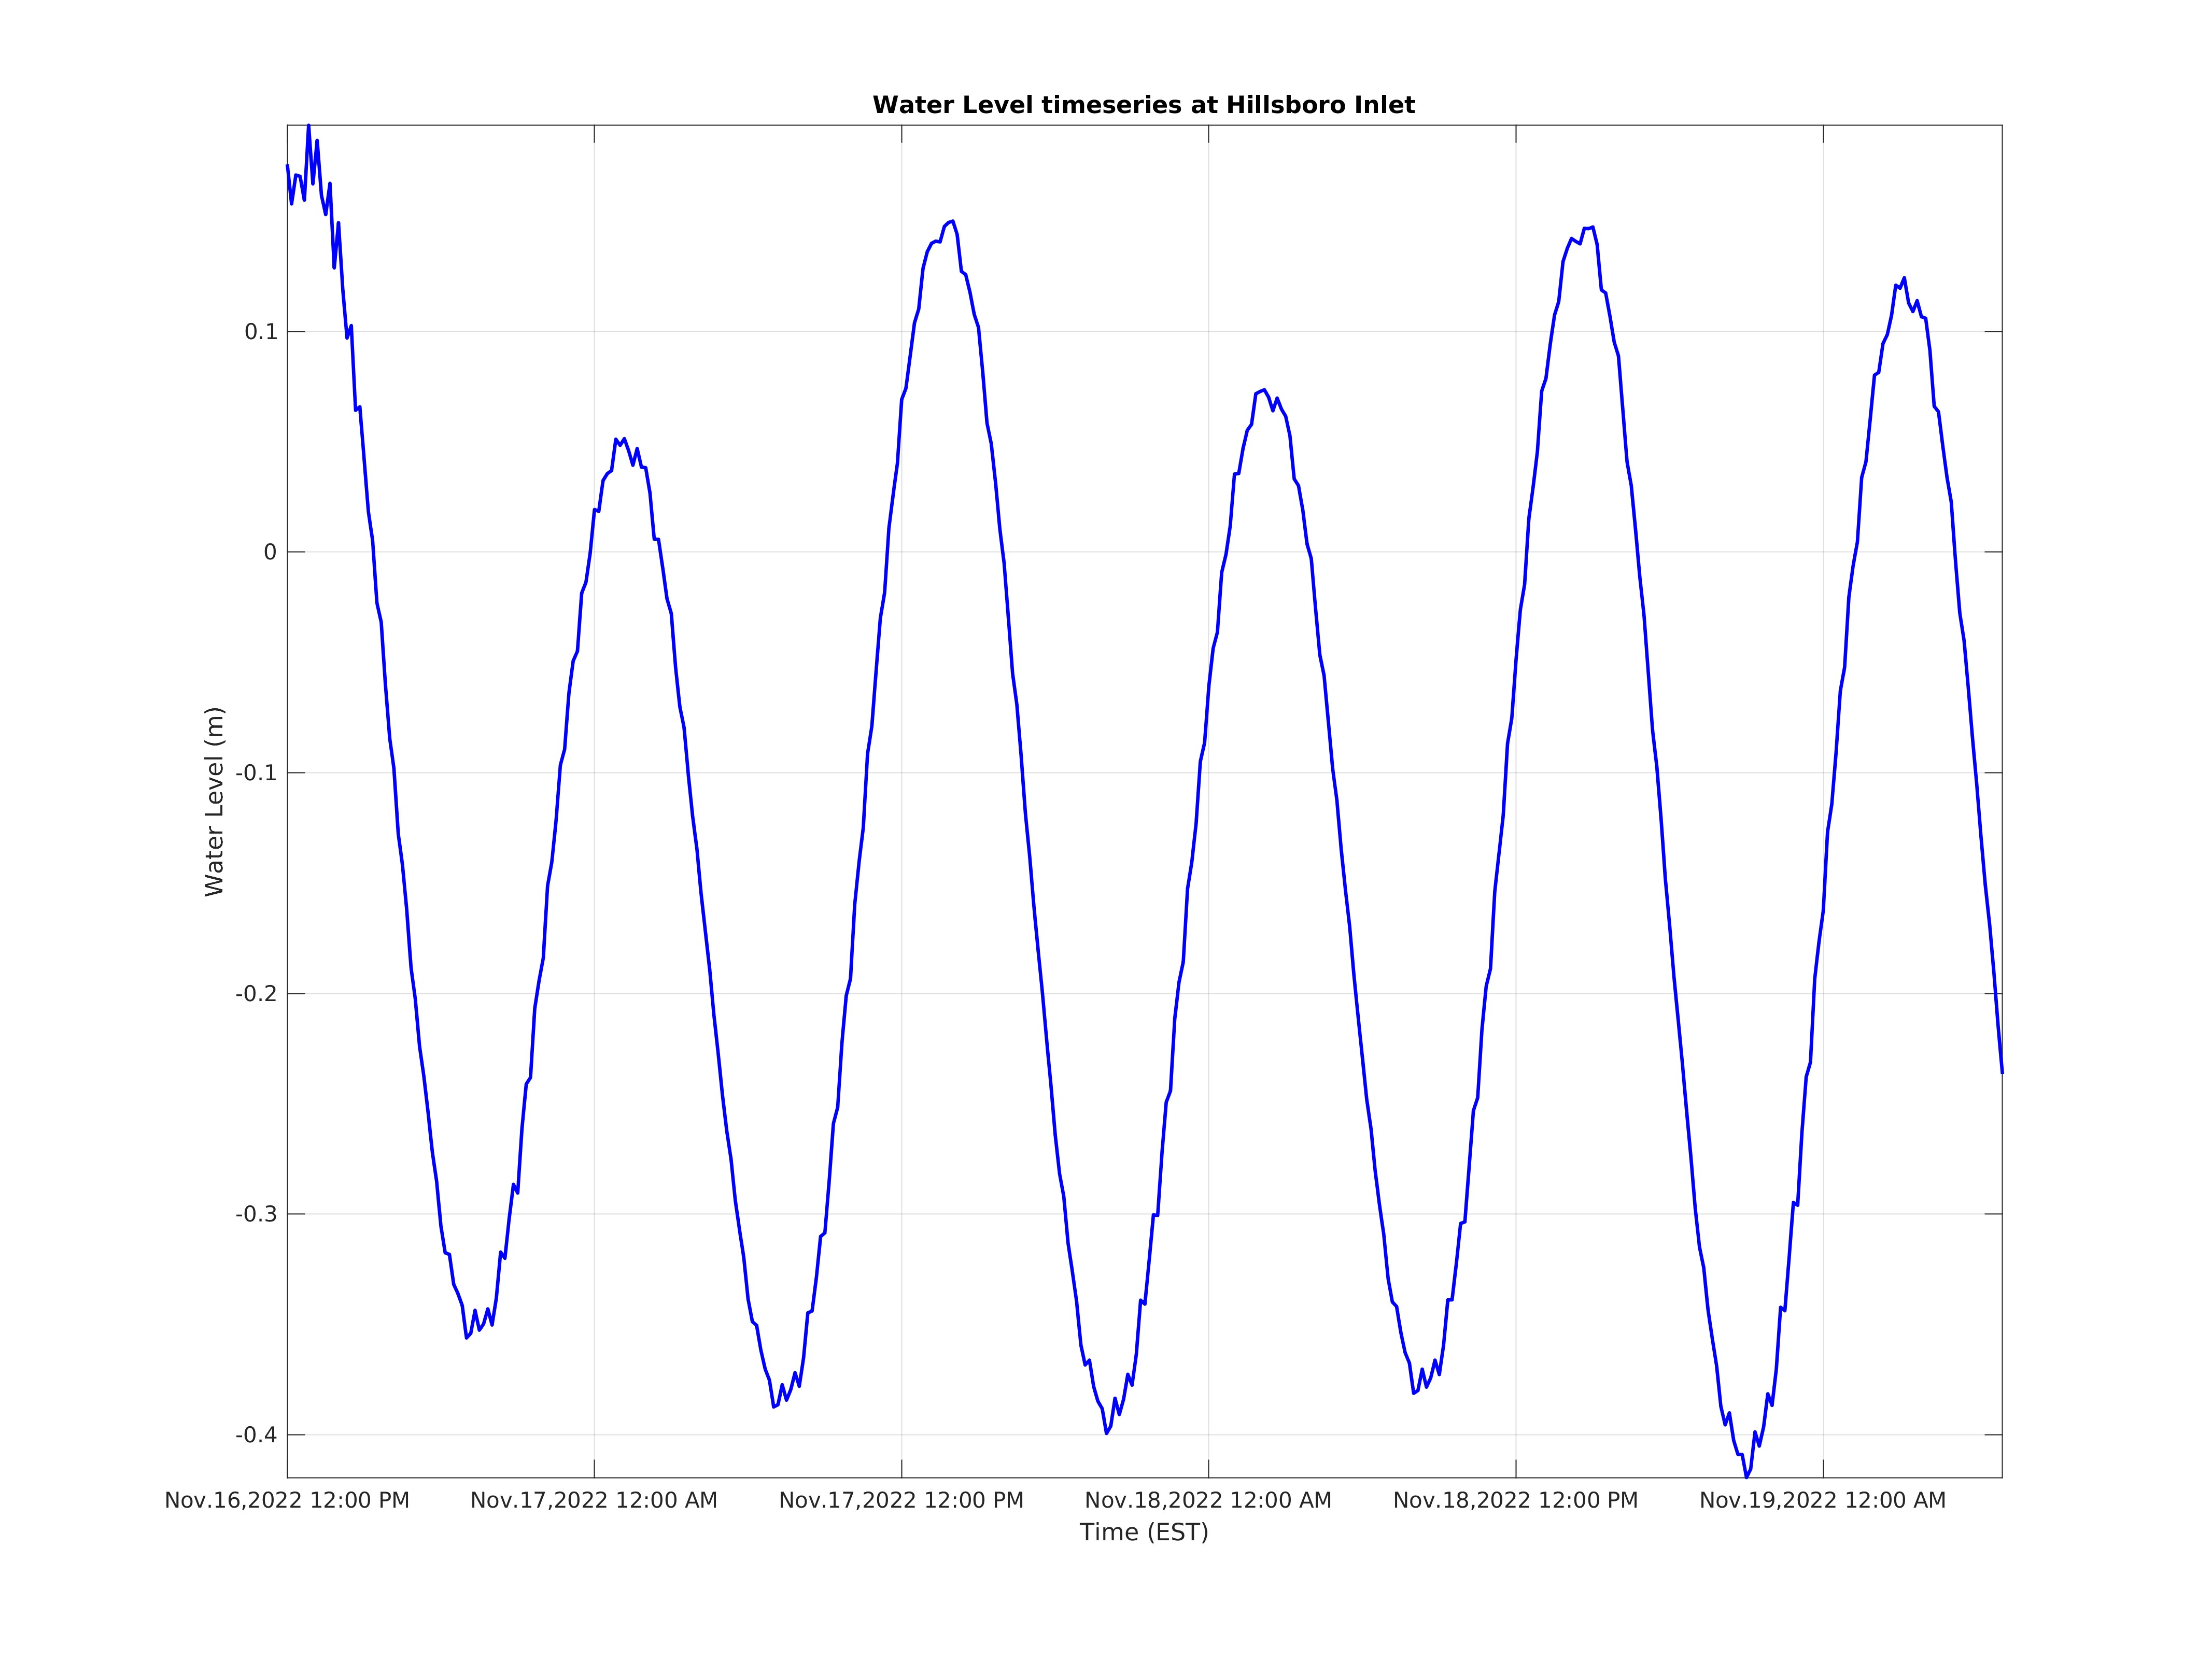 Water Level timeseries at Hillsboro Inlet
0.1
0
-0.1
-0.2
-0.3
-0.4
Water Level (m)
Nov.16,2022 12:00 PM Nov.17,2022 12:00 AM Nov.17,2022 12:00 PM Nov.18,2022 12:00 AM Nov.18,2022 12:00 PM Nov.19,2022 12:00 AM
Time (EST)